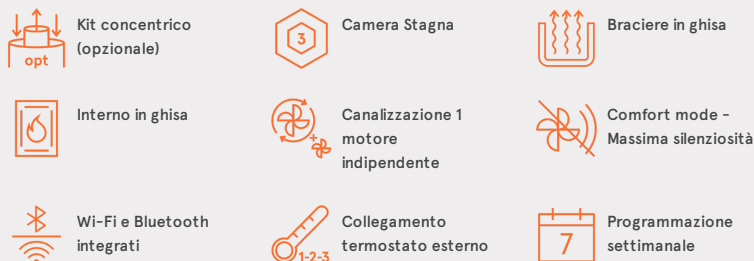 opt
Kit concentrico
(opzionale)
3
Camera Stagna
Braciere in ghisa
Interno in ghisa
+
Canalizzazione 1
motore
indipendente
Comfort mode -
Massima silenziosità
Wi-Fi e Bluetooth
integrati
1-2-3
Collegamento
termostato esterno
7
Programmazione
settimanale